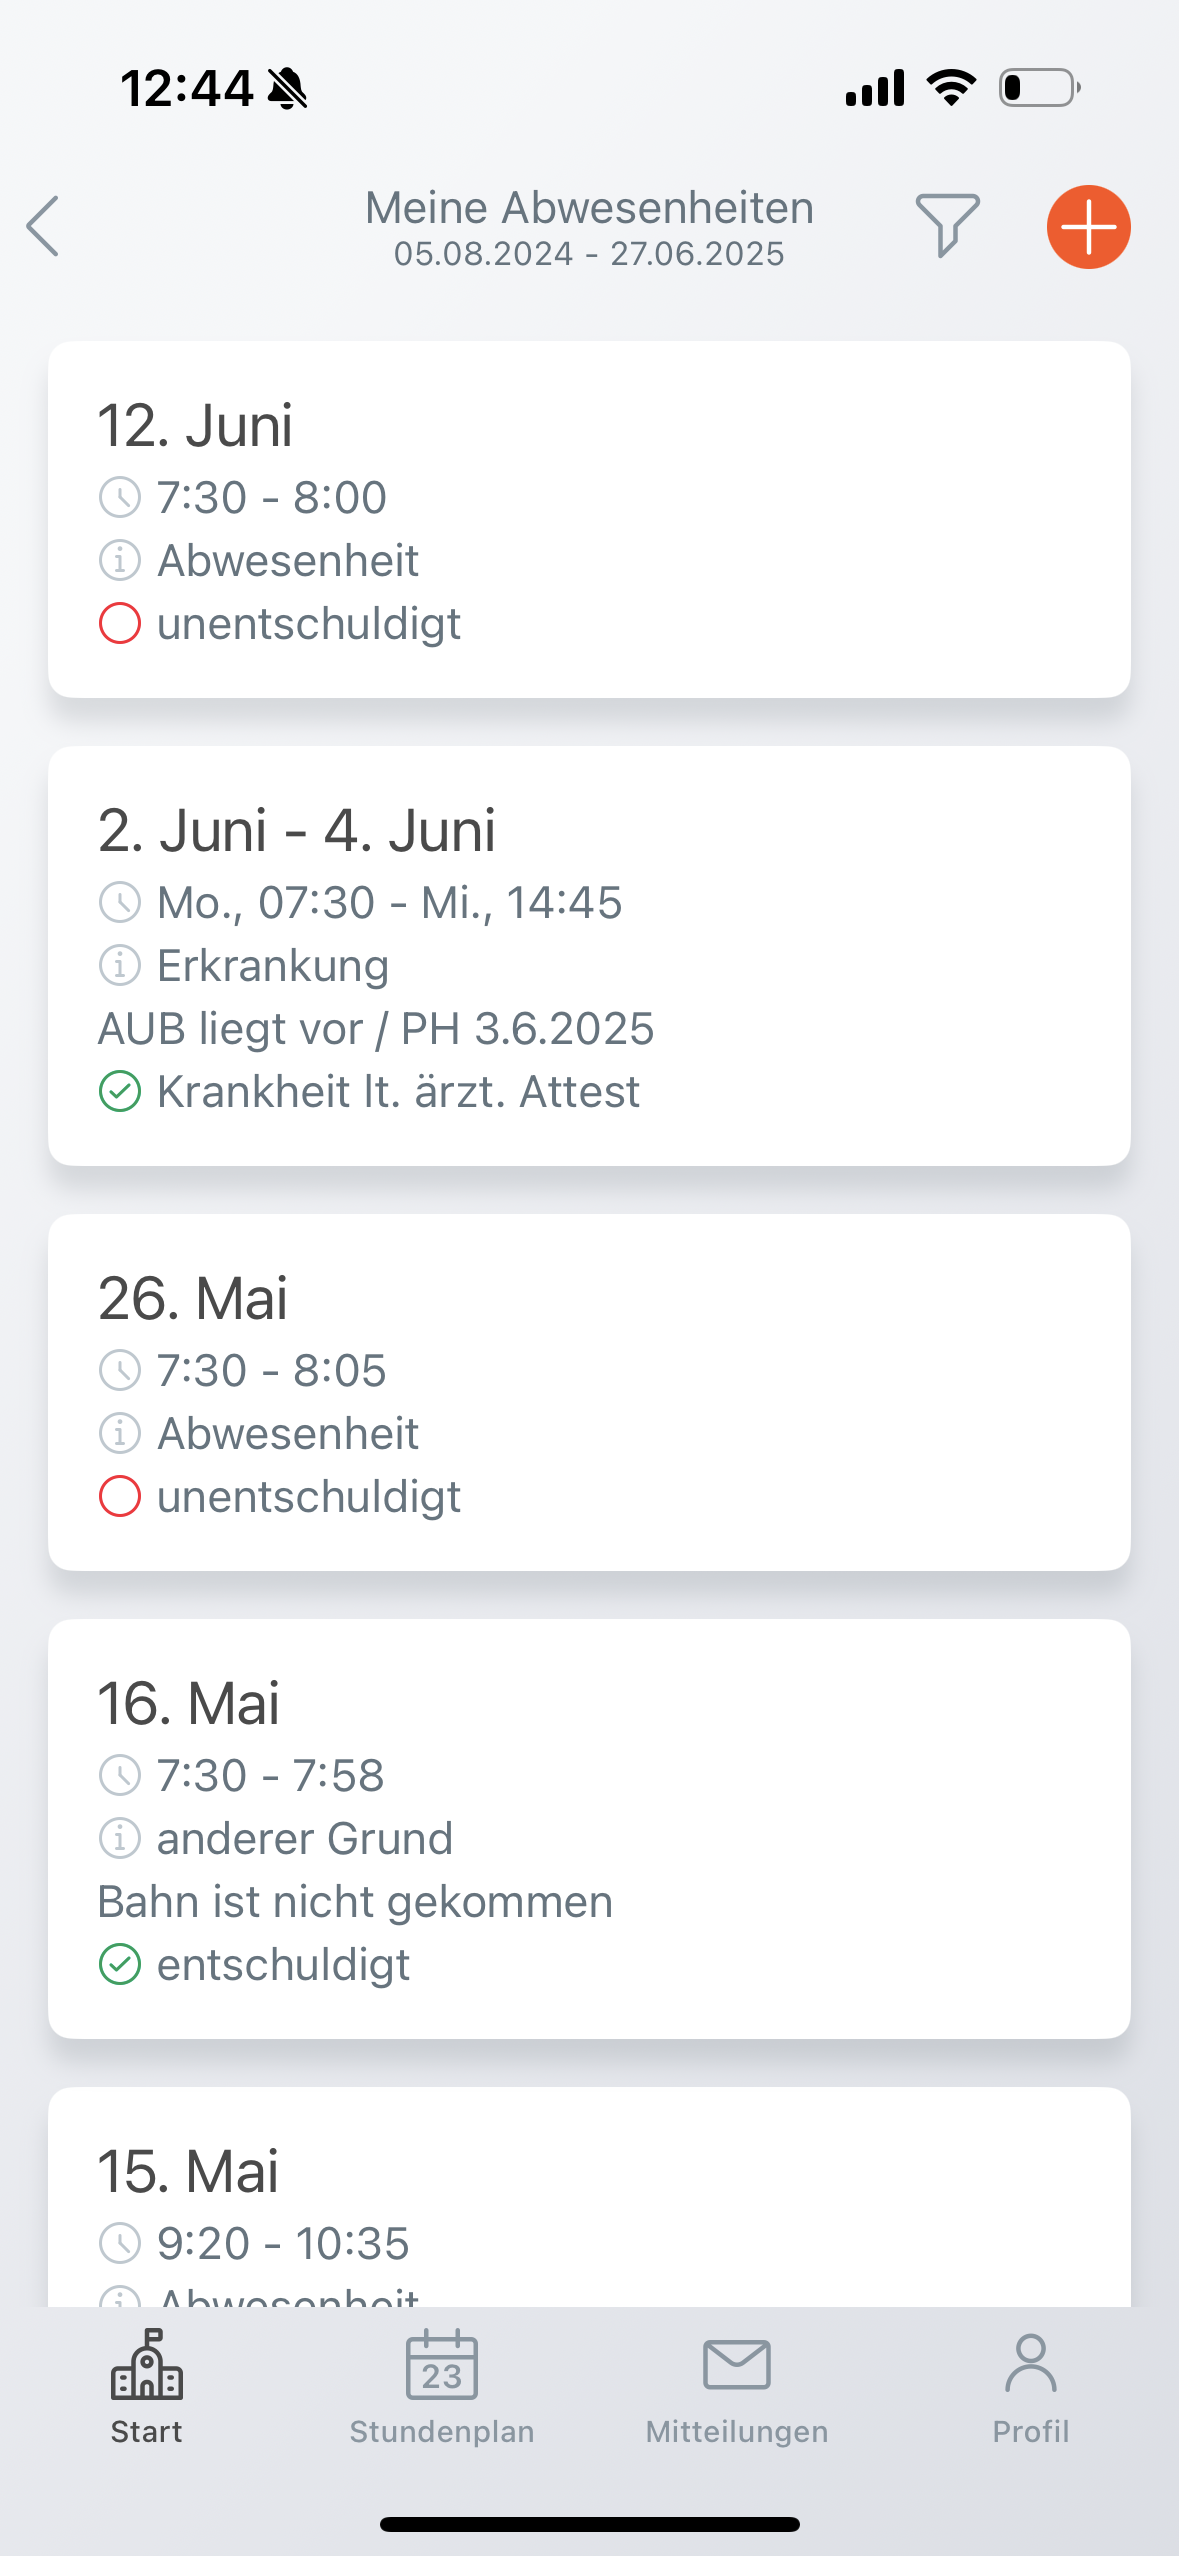 12:44
Meine Abwesenheiten
05.08.2024 - 27.06.2025
12. Juni
7:30 - 8:00
Abwesenheit
unentschuldigt
2. Juni - 4. Juni
Mo., 07:30 - Mi., 14:45
Erkrankung
AUB liegt vor / PH 3.6.2025
Krankheit lt. ärzt. Attest
26. Mai
7:30 - 8:05
Abwesenheit
unentschuldigt
16. Mai
7:30 - 7:58
anderer Grund
Bahn ist nicht gekommen
entschuldigt
15. Mai
9:20 - 10:35
Abwesenheit
23
Start
Stundenplan
Mitteilungen
Profil